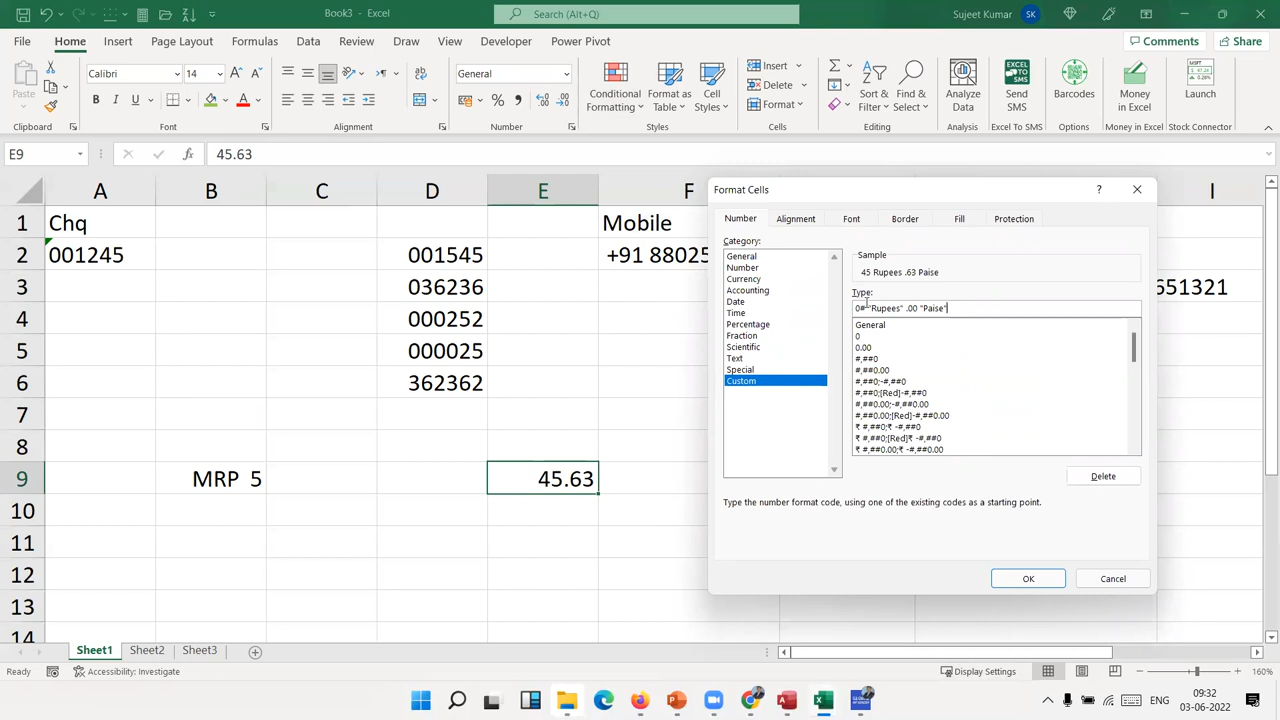 Book3 - Excel
Search (Alt+Q)
Sujeet Kumar
SK
File
Home
Insert
Page Layout
Formulas
Data
Review
Draw
View
Developer
Power Pivot
Comments
Share
Paste
Calibri
14
B
I
U
General
Conditional Formatting
Format as Table
Cell Styles
Insert
Delete
Format
Sort & Filter
Find & Select
Analyze Data
Send SMS
Barcodes
Money in Excel
Launch
Clipboard
Font
Alignment
Number
Styles
Cells
Editing
Analysis
Excel To SMS
Options
Money in Excel
Stock Connector
E9
fx
45.63
A
B
C
D
E
F
I
1
Chq
Mobile
2
001245
001545
+91 88025
3
036236
651321
4
000252
5
000025
6
362362
7
8
9
MRP 5
45.63
10
11
12
13
14
Format Cells
?
Number
Alignment
Font
Border
Fill
Protection
Category:
General
Number
Currency
Accounting
Date
Time
Percentage
Fraction
Scientific
Text
Special
Custom
Sample
45 Rupees .63 Paise
Type:
0# "Rupees" .00 "Paise"
General
0
0.00
#,##0
#,##0.00
#,##0;-#,##0
#,##0;[Red]-#,##0
#,##0.00;-#,##0.00
#,##0.00;[Red]-#,##0.00
₹ #,##0;₹ -#,##0
₹ #,##0;[Red]₹ -#,##0
₹ #,##0.00;₹ -#,##0.00
Delete
Type the number format code, using one of the existing codes as a starting point.
OK
Cancel
Sheet1
Sheet2
Sheet3
Ready
Accessibility: Investigate
Display Settings
160%
ENG
09:32
03-06-2022